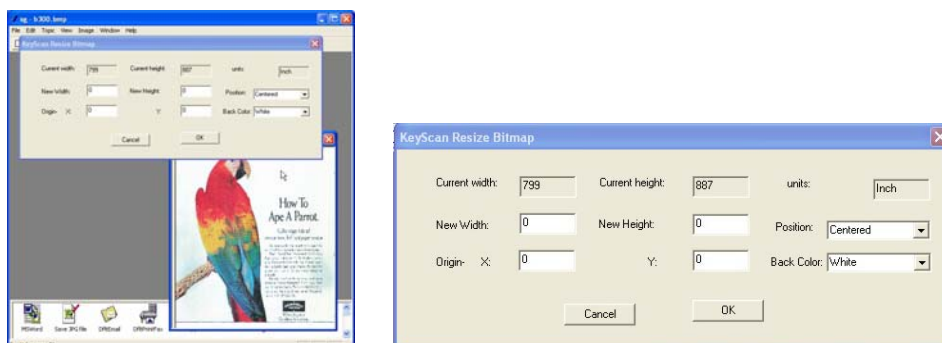 sg - b300.bmp
File Edit Topic View Image Window Help
KeyScan Resize Bitmap
Current width: 799 Current height: 887 units: Inch
New Width: 0 New Height: 0 Position: Centered
Origin- X: 0 Y: 0 Back Color: White
Cancel OK
How To
Ape A Parrot.
MSWord Save JPG file
KeyScan Resize Bitmap
Current width: 799 Current height: 887 units: Inch
New Width: 0 New Height: 0 Position: Centered
Origin- X: 0 Y: 0 Back Color: White
Cancel OK